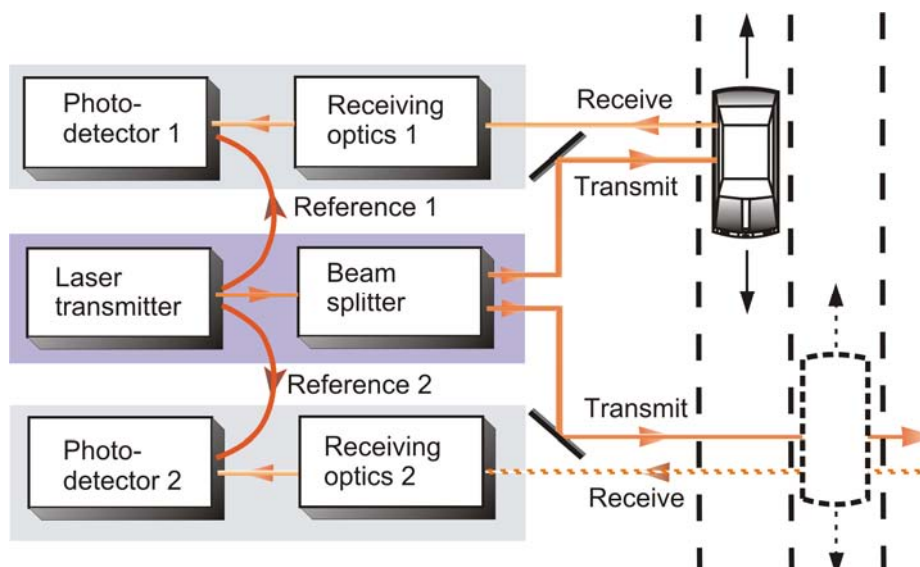 Photo-
detector 1
Receiving
optics 1
Receive
Transmit
Reference 1
Laser
transmitter
Beam
splitter
Reference 2
Transmit
Photo-
detector 2
Receiving
optics 2
Receive